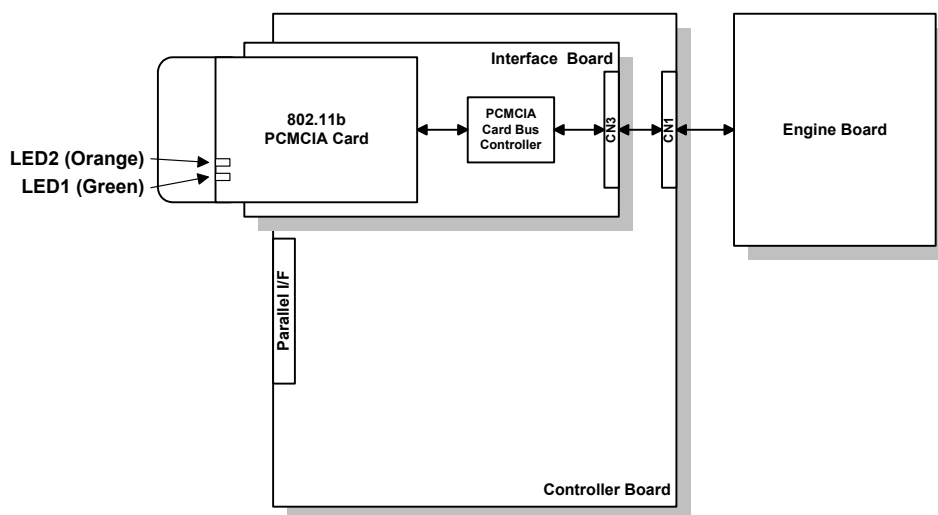 Interface Board
802.11b
PCMCIA Card
PCMCIA
Card Bus
Controller
CN3
CN1
Engine Board
LED2 (Orange)
LED1 (Green)
Parallel I/F
Controller Board